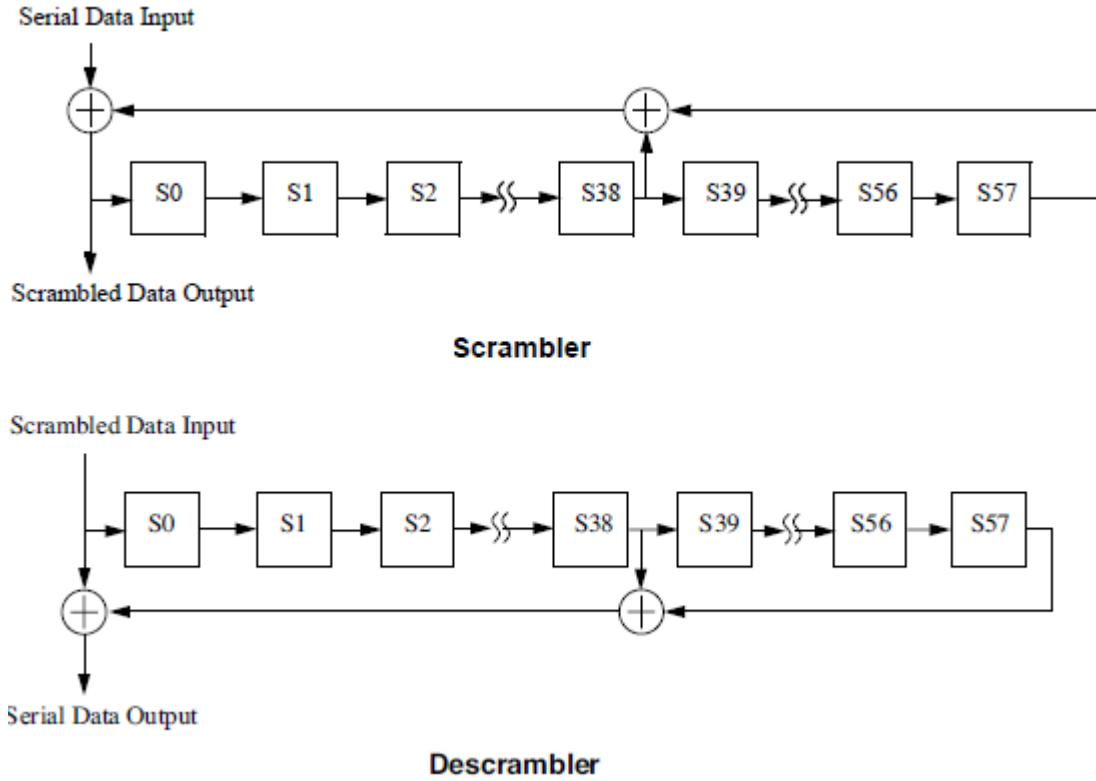 Serial Data Input
S0 S1 S2 S38 S39 S56 S57
Scrambled Data Output
Scrambler
Scrambled Data Input
S0 S1 S2 S38 S39 S56 S57
Serial Data Output
Descrambler